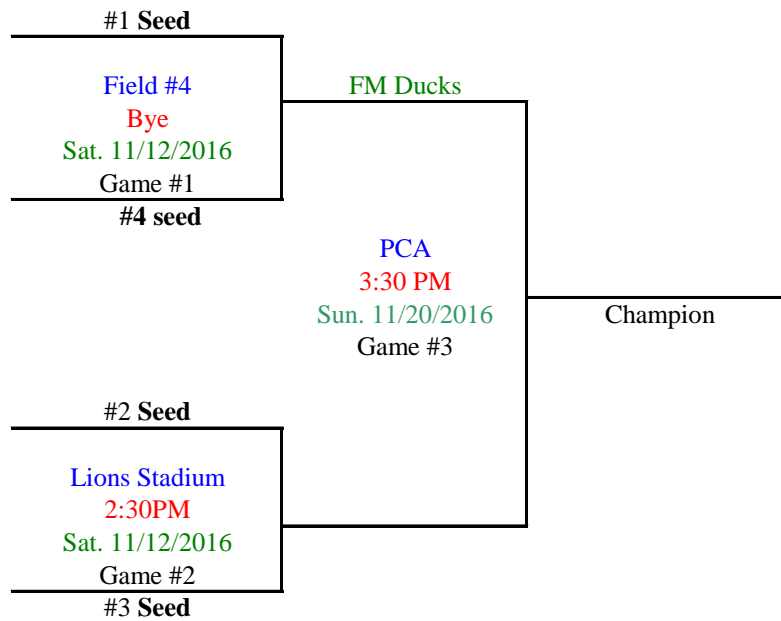 #1 Seed
Field #4
Bye
Sat. 11/12/2016
Game #1
#4 seed
FM Ducks
PCA
3:30 PM
Sun. 11/20/2016
Game #3
Champion
#2 Seed
Lions Stadium
2:30PM
Sat. 11/12/2016
Game #2
#3 Seed